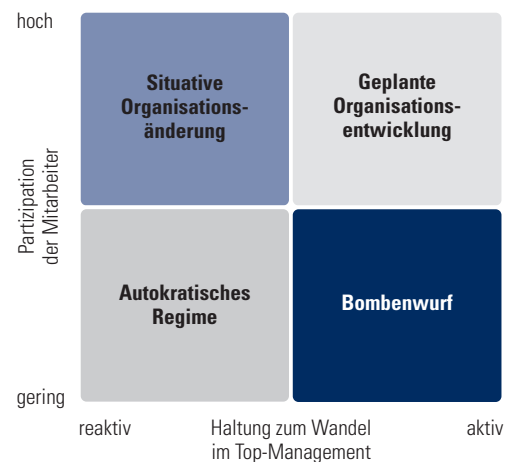 hoch
Situative
Organisations-
änderung
Geplante
Organisations-
entwicklung
Partizipation
der Mitarbeiter
Autokratisches
Regime
Bombenwurf
gering
reaktiv
Haltung zum Wandel
im Top-Management
aktiv